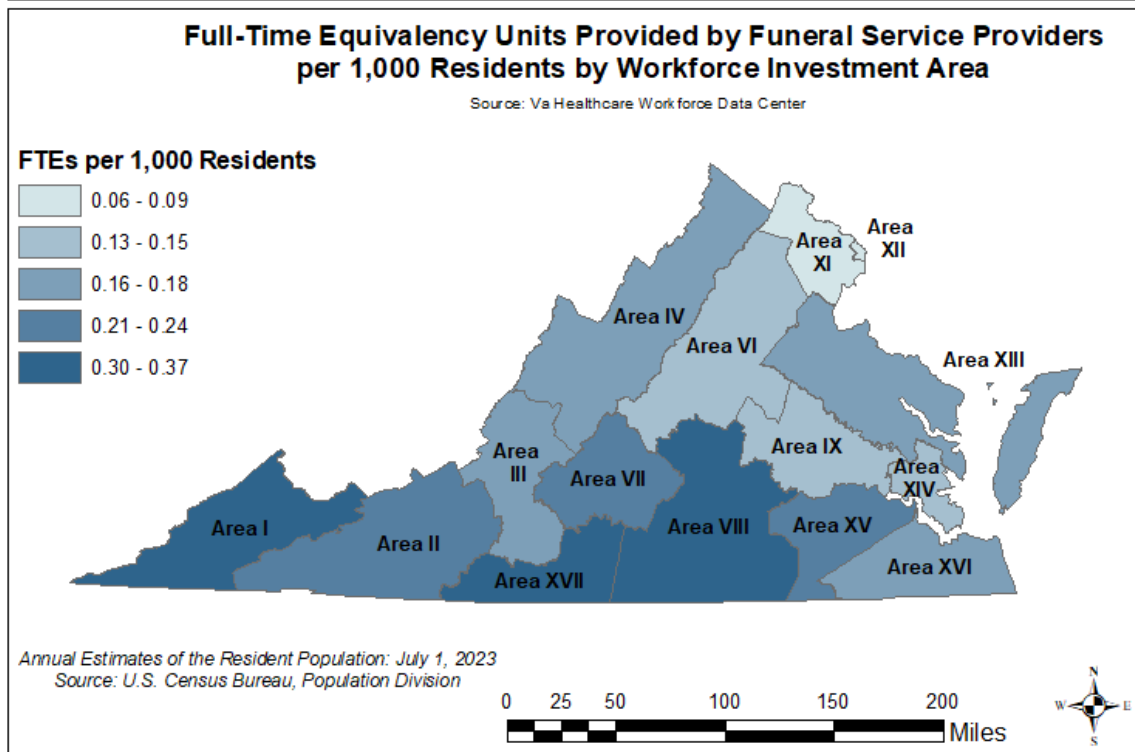 Full-Time Equivalency Units Provided by Funeral Service Providers
per 1,000 Residents by Workforce Investment Area
Source: Va Healthcare Workforce Data Center
FTEs per 1,000 Residents
0.06 - 0.09
0.13 - 0.15
0.16 - 0.18
0.21 - 0.24
0.30 - 0.37
Area
XII
Area
XI
Area IV
Area VI
Area XIII
Area
III
Area VII
Area IX
Area
XIV
Area I
Area II
Area VIII
Area XV
Area XVII
Area XVI
Annual Estimates of the Resident Population: July 1, 2023
Source: U.S. Census Bureau, Population Division
0 25 50 100 150 200
Miles
N
W E
S